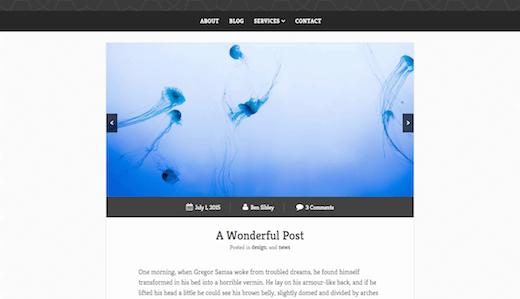 ABOUT BLOG SERVICES CONTACT
July 1, 2015 Ben Sibley 3 Comments
A Wonderful Post
Posted in design, and news
One morning, when Gregor Samsa woke from troubled dreams, he found himself
transformed in his bed into a horrible vermin. He lay on his armour-like back, and if he
lifted his head a little he could see his brown belly, slightly domed and divided by arches